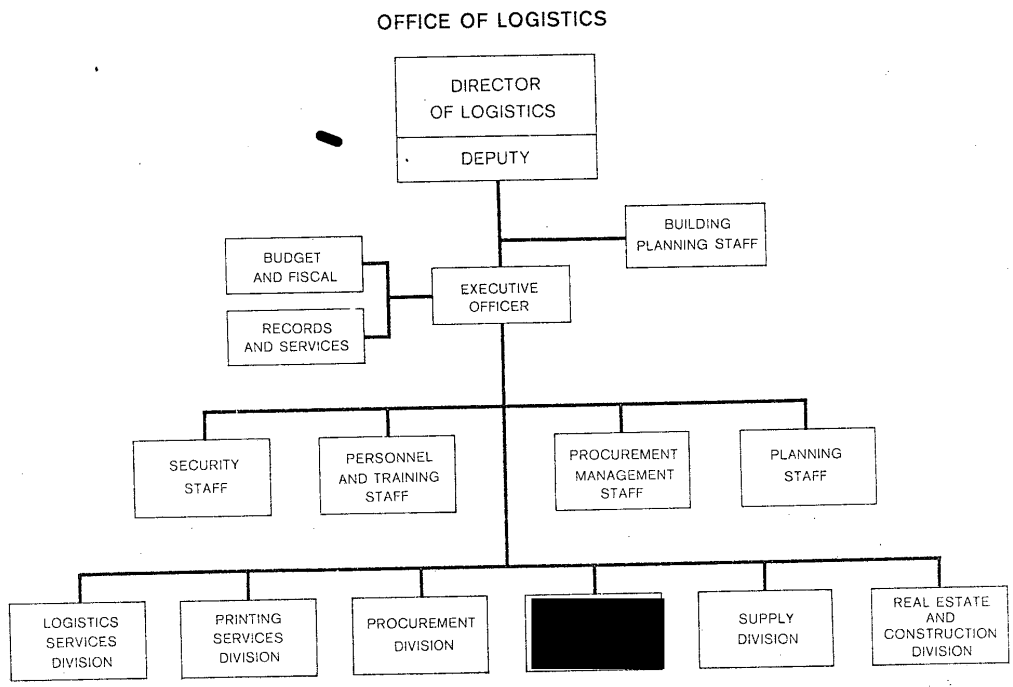 OFFICE OF LOGISTICS
DIRECTOR
OF LOGISTICS
DEPUTY
BUILDING
PLANNING STAFF
BUDGET
AND FISCAL
EXECUTIVE
OFFICER
RECORDS
AND SERVICES
SECURITY
STAFF
PERSONNEL
AND TRAINING
STAFF
PROCUREMENT
MANAGEMENT
STAFF
PLANNING
STAFF
LOGISTICS
SERVICES
DIVISION
PRINTING
SERVICES
DIVISION
PROCUREMENT
DIVISION
SUPPLY
DIVISION
REAL ESTATE
AND
CONSTRUCTION
DIVISION